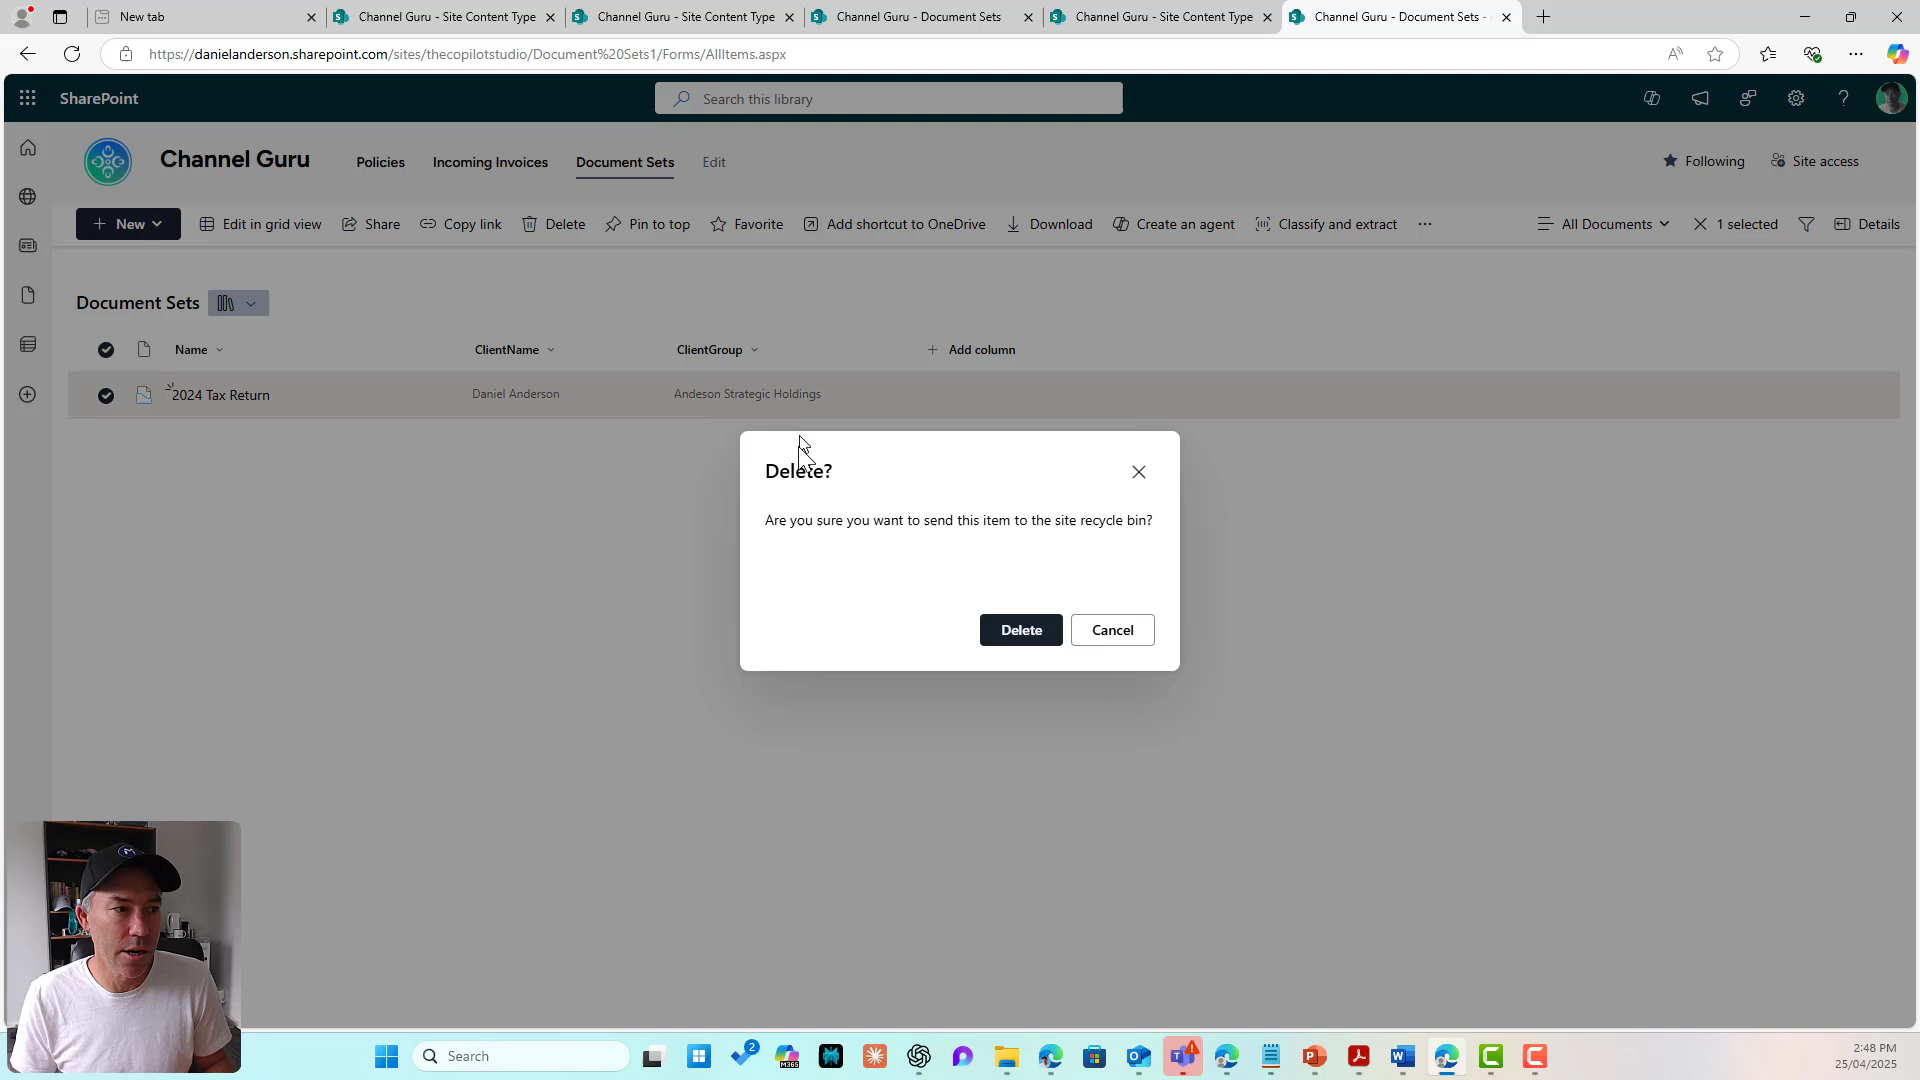 New tab
Channel Guru - Site Content Type
Channel Guru - Site Content Type
Channel Guru - Document Sets
Channel Guru - Site Content Type
Channel Guru - Document Sets -
https://danielanderson.sharepoint.com/sites/thecopilotstudio/Document%20Sets1/Forms/AllItems.aspx
SharePoint
Search this library
Channel Guru
Policies
Incoming Invoices
Document Sets
Edit
Following
Site access
New
Edit in grid view
Share
Copy link
Delete
Pin to top
Favorite
Add shortcut to OneDrive
Download
Create an agent
Classify and extract
All Documents
1 selected
Details
Document Sets
Name
ClientName
ClientGroup
Add column
2024 Tax Return
Daniel Anderson
Andeson Strategic Holdings
Delete?
Are you sure you want to send this item to the site recycle bin?
Delete
Cancel
Search
2
M365
2:48 PM
25/04/2025